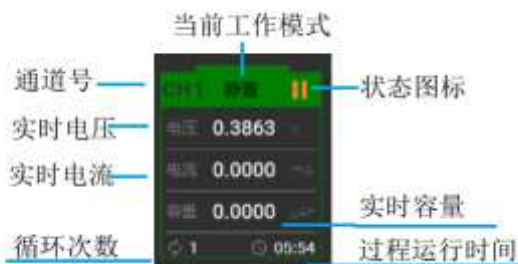 当前工作模式
通道号 CH1 静置 状态图标
实时电压 电压 0.3863
实时电流 电流 0.0000
容量 0.0000 实时容量
循环次数 1 05:54 过程运行时间